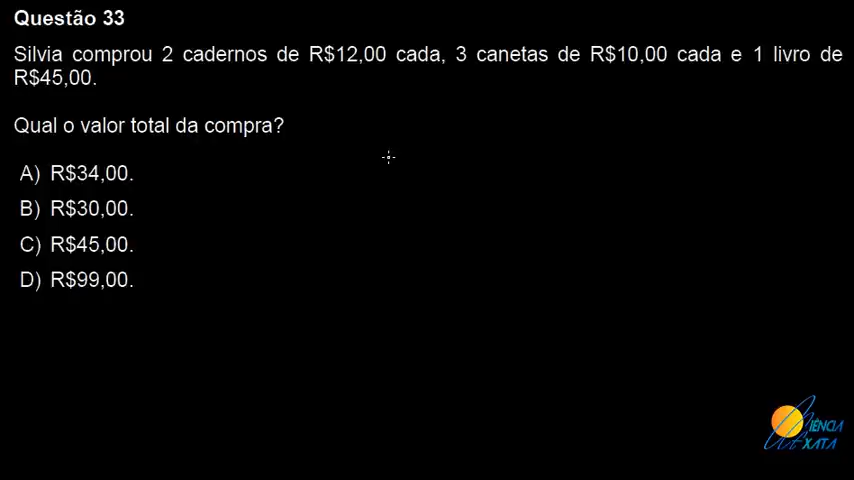 Questão 33
Silvia comprou 2 cadernos de R$12,00 cada, 3 canetas de R$10,00 cada e 1 livro de
R$45,00.
Qual o valor total da compra?
A) R$34,00.
B) R$30,00.
C) R$45,00.
D) R$99,00.
CIÊNCIA
EXATA